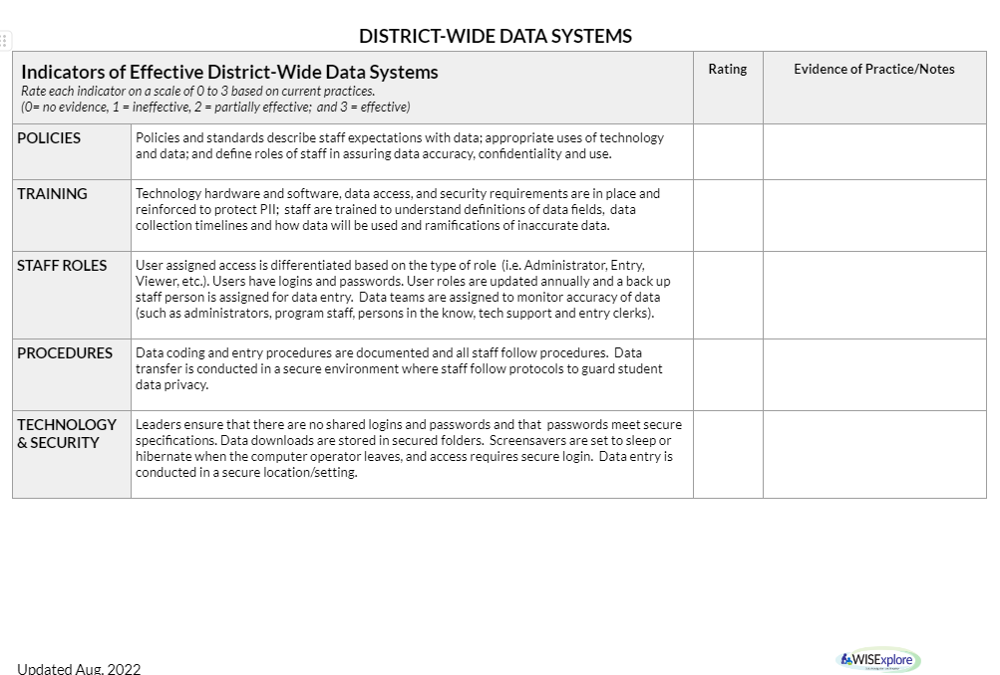 DISTRICT-WIDE DATA SYSTEMS
Indicators of Effective District-Wide Data Systems
Rate each indicator on a scale of 0 to 3 based on current practices.
(0= no evidence, 1 = ineffective, 2 = partially effective; and 3 = effective)
Rating
Evidence of Practice/Notes
POLICIES
Policies and standards describe staff expectations with data; appropriate uses of technology
and data; and define roles of staff in assuring data accuracy, confidentiality and use.
TRAINING
Technology hardware and software, data access, and security requirements are in place and
reinforced to protect PII; staff are trained to understand definitions of data fields, data
collection timelines and how data will be used and ramifications of inaccurate data.
STAFF ROLES
User assigned access is differentiated based on the type of role (i.e. Administrator, Entry,
Viewer, etc.). Users have logins and passwords. User roles are updated annually and a back up
staff person is assigned for data entry. Data teams are assigned to monitor accuracy of data
(such as administrators, program staff, persons in the know, tech support and entry clerks).
PROCEDURES
Data coding and entry procedures are documented and all staff follow procedures. Data
transfer is conducted in a secure environment where staff follow protocols to guard student
data privacy.
TECHNOLOGY
& SECURITY
Leaders ensure that there are no shared logins and passwords and that passwords meet secure
specifications. Data downloads are stored in secured folders. Screensavers are set to sleep or
hibernate when the computer operator leaves, and access requires secure login. Data entry is
conducted in a secure location/setting.
Updated Aug. 2022
WISExplore